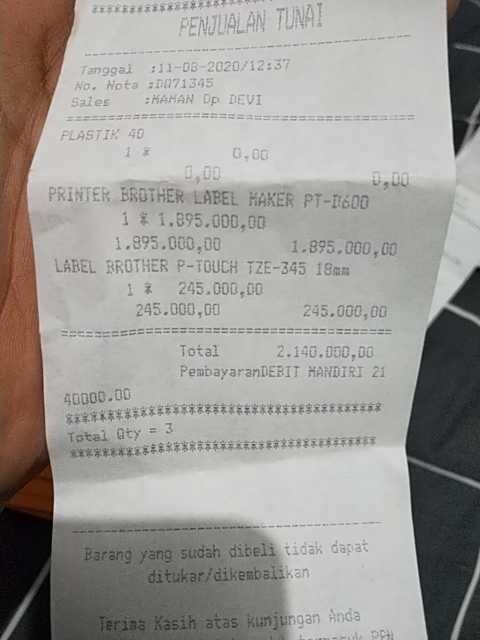 PENJUALAN TUNAI
Tanggal :11-08-2020/12:37
No. Nota :D071345
Sales :MAMAN Dp DEVI
PLASTIK 40
1 * 0,00
0,00 0,00
PRINTER BROTHER LABEL MAKER PT-D600
1 * 1.895.000,00
1.895.000,00 1.895.000,00
LABEL BROTHER P-TOUCH TZE-345 18mm
1 * 245.000,00
245.000,00 245.000,00
Total 2.140.000,00
PembayaranDEBIT MANDIRI 21
40000.00
Total Qty = 3
Barang yang sudah dibeli tidak dapat
ditukar/dikembalikan
Terima Kasih atas kunjungan Anda
termasuk PPN